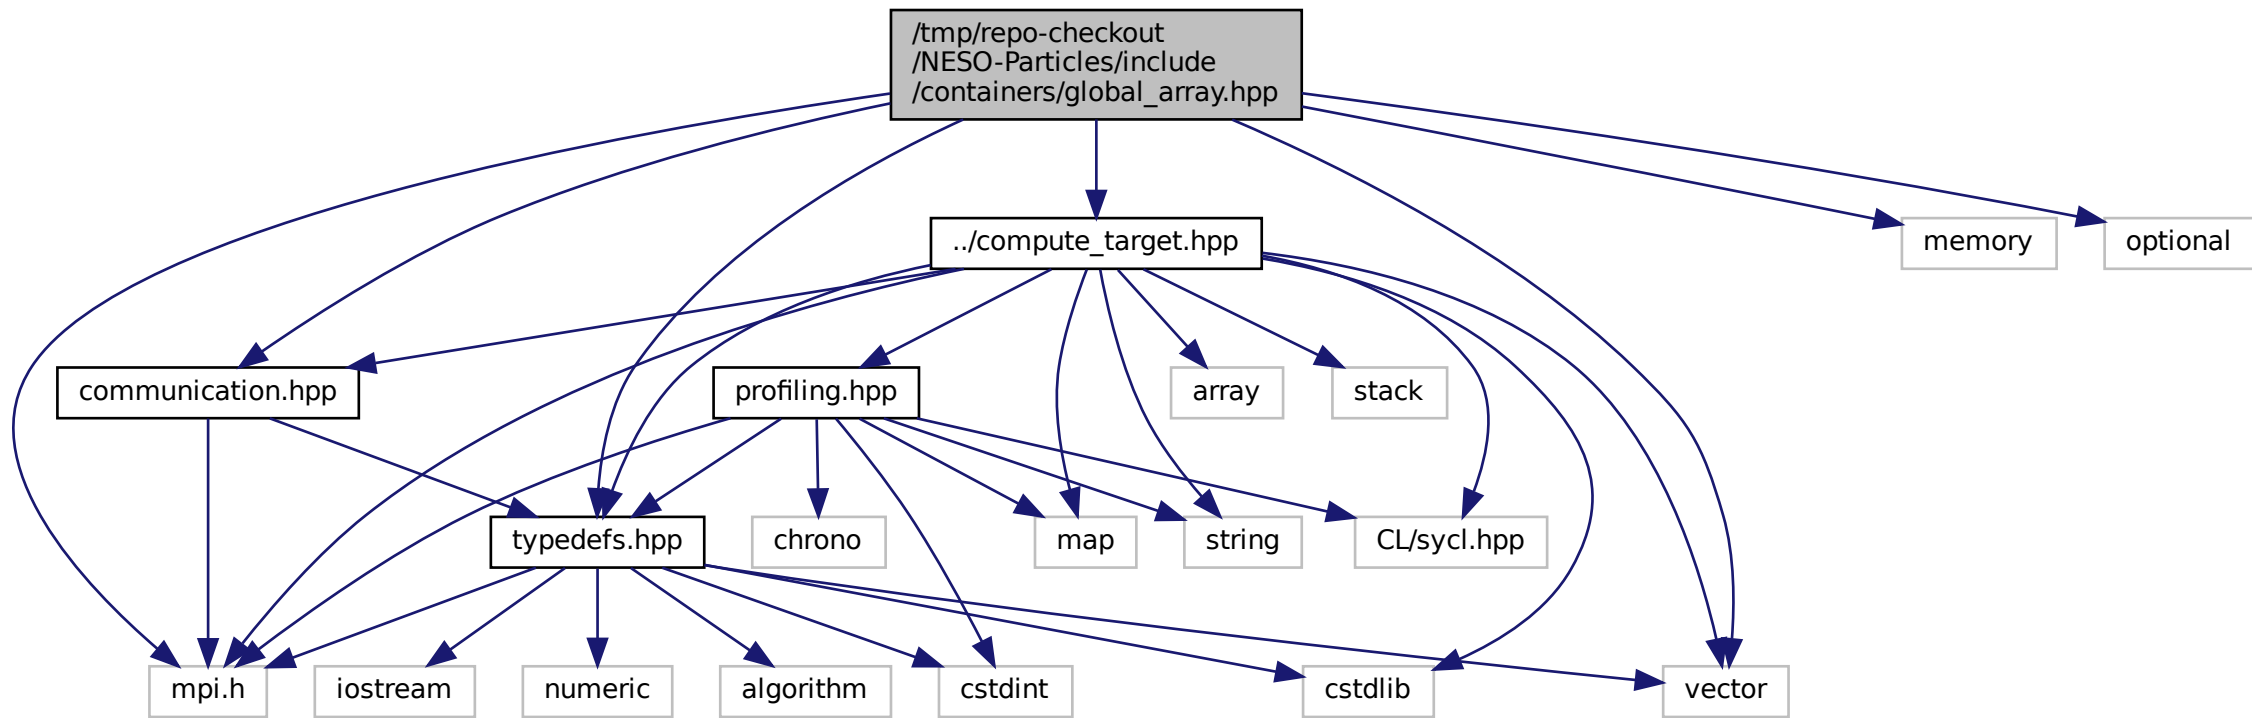 /tmp/repo-checkout
/NESO-Particles/include
/containers/global_array.hpp
../compute_target.hpp
memory
optional
communication.hpp
profiling.hpp
array
stack
typedefs.hpp
chrono
map
string
CL/sycl.hpp
mpi.h
iostream
numeric
algorithm
cstdint
cstdlib
vector